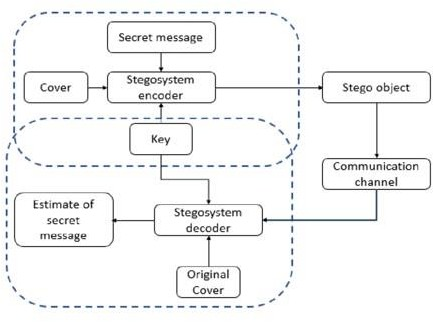 Secret message
Cover
Stegosystem
encoder
Stego object
Key
Communication
channel
Estimate of
secret
message
Stegosystem
decoder
Original
Cover